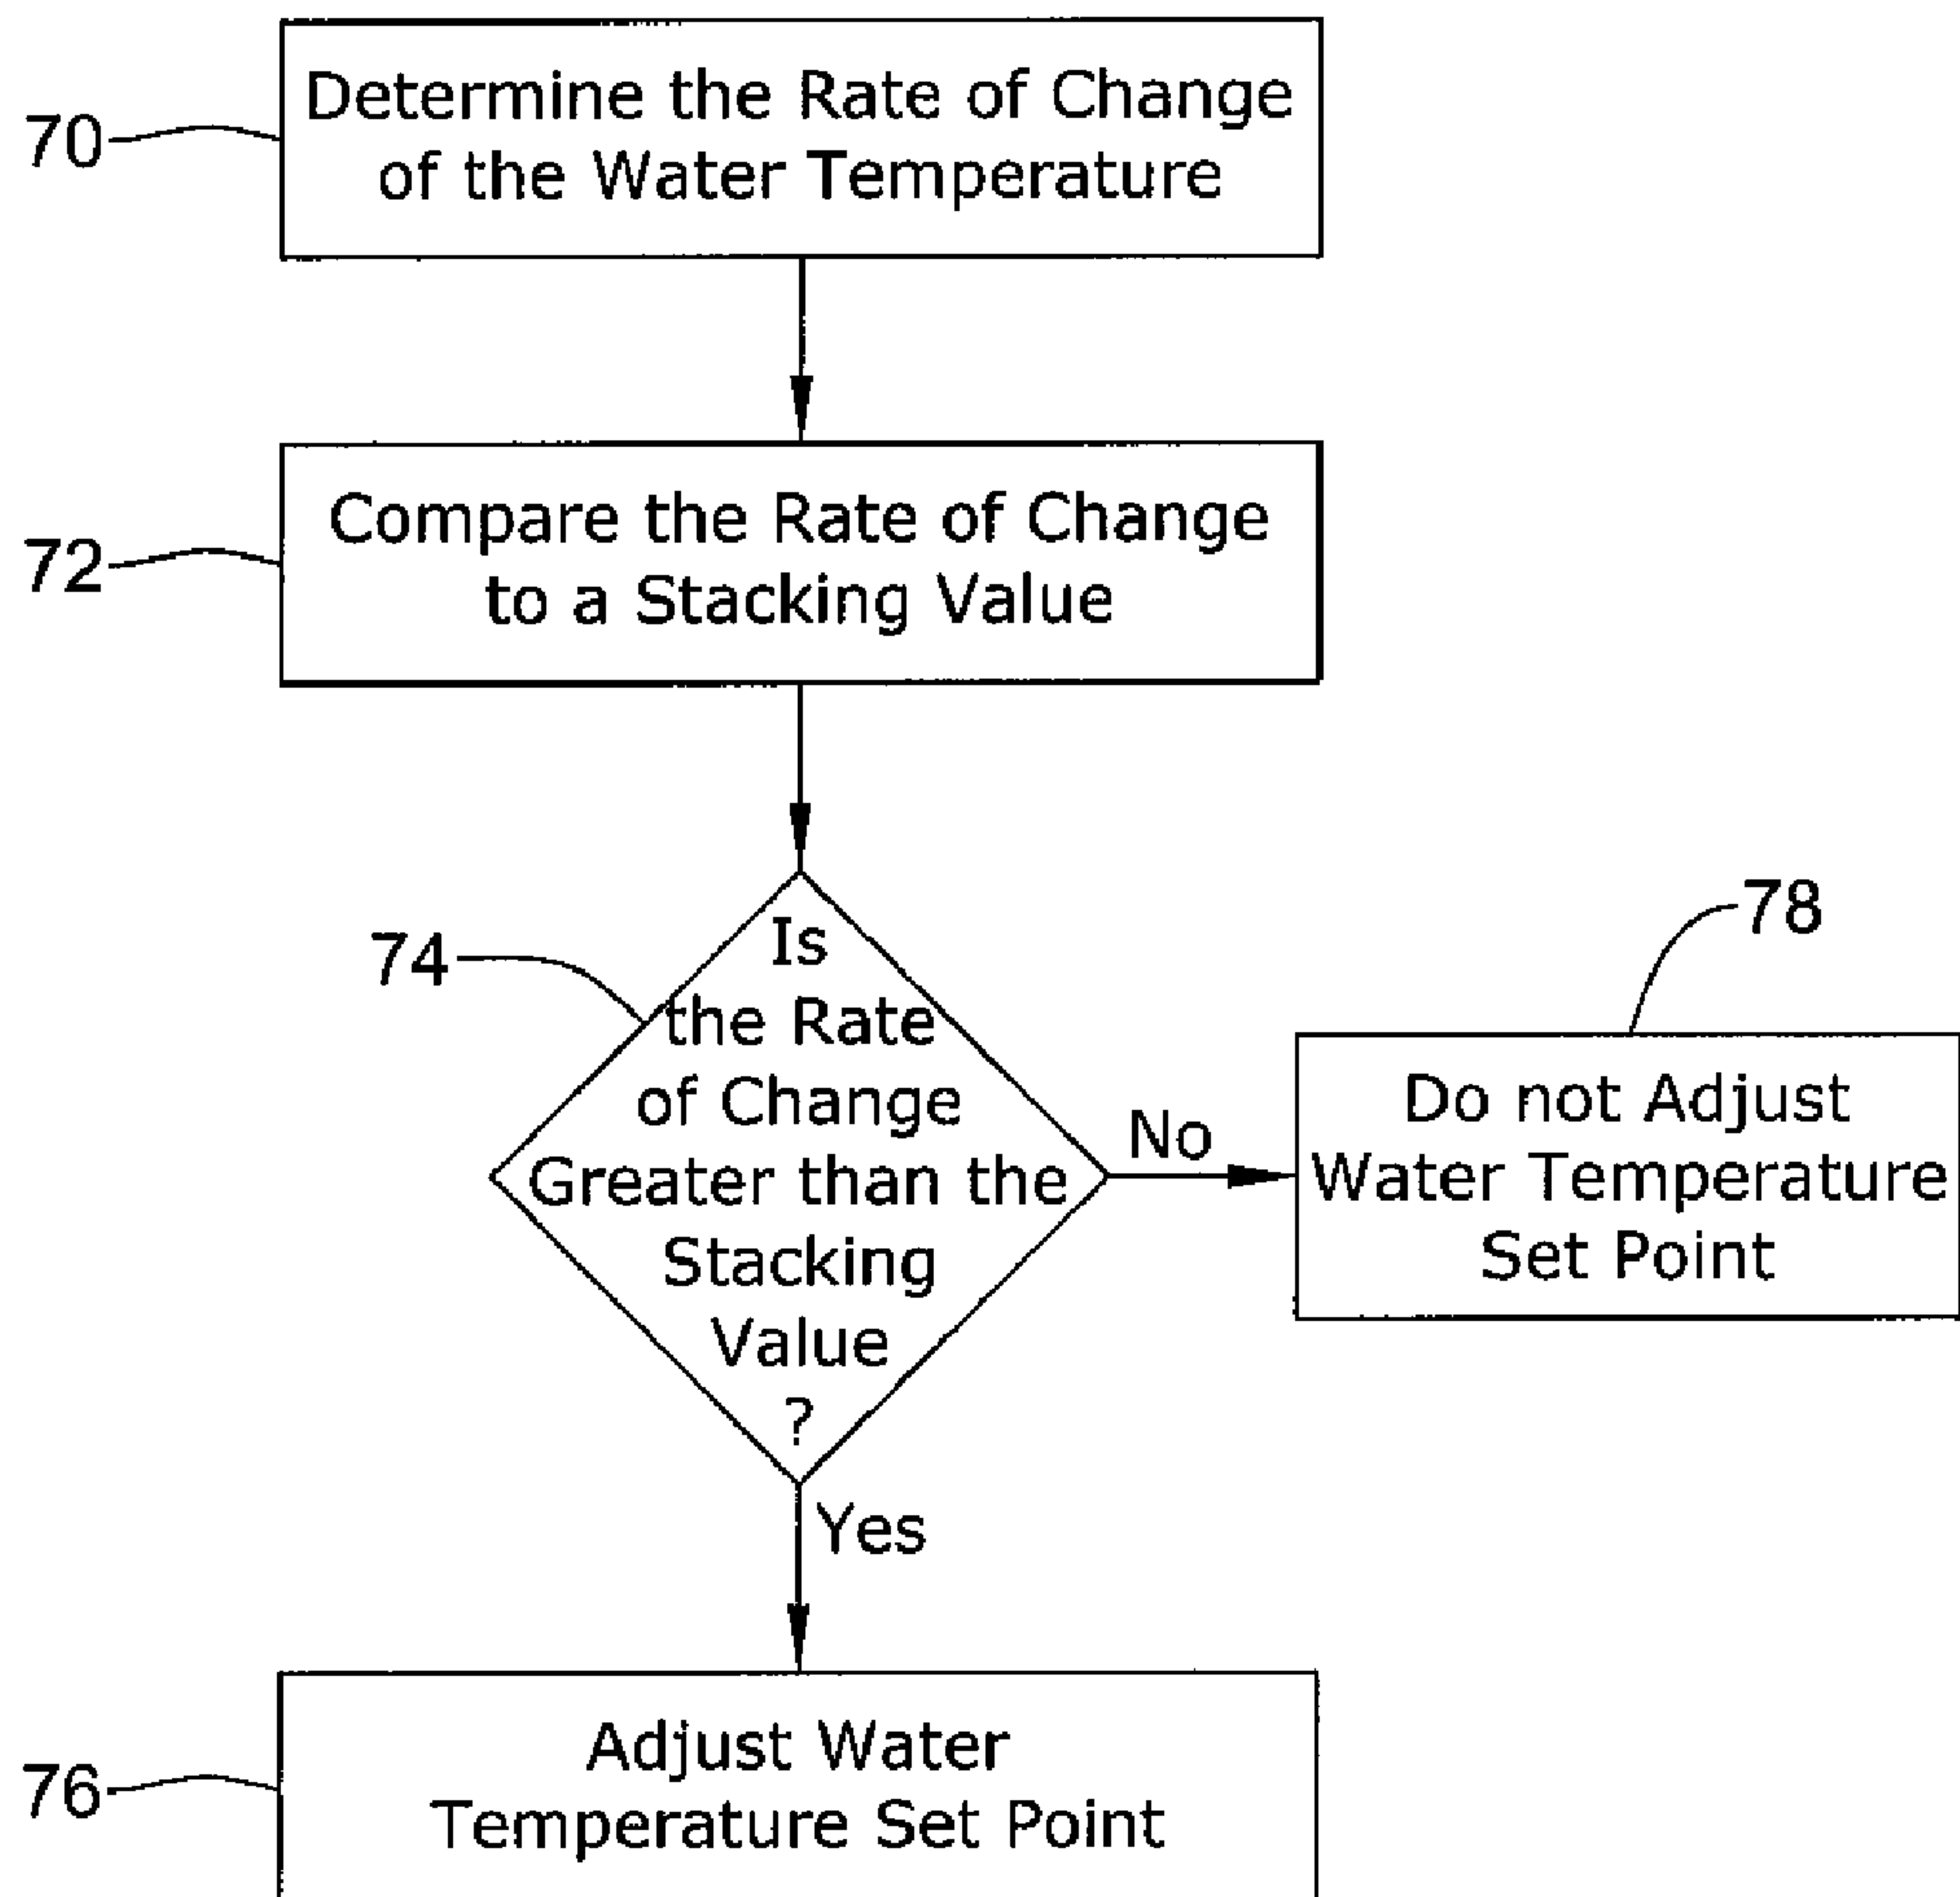 70
Determine the Rate of Change
of the Water Temperature
72
Compare the Rate of Change
to a Stacking Value
74
Is
the Rate
of Change
Greater than the
Stacking
Value
?
No
78
Do not Adjust
Water Temperature
Set Point
Yes
76
Adjust Water
Temperature Set Point